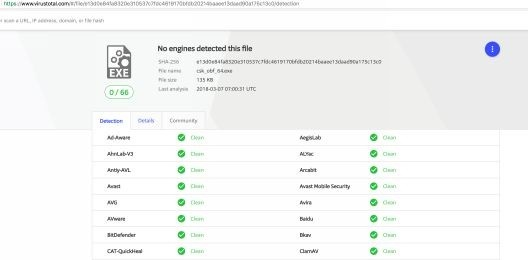 https://www.virustotal.com/#/file/e13d0e84fa8320e310537c7fdc4619170bfdb20214baaee13daad90a176c13c0/detection
r scan a URL, IP address, domain, or file hash
No engines detected this file
SHA-256 e13d0e84fa8320e310537c7fdc4619170bfdb20214baaee13daad90a176c13c0
File name csk_obf_64.exe
File size 135 KB
Last analysis 2018-03-07 07:00:31 UTC
EXE
0 / 66
Detection Details Community
Ad-Aware Clean AegisLab Clean
AhnLab-V3 Clean ALYac Clean
Antiy-AVL Clean Arcabit Clean
Avast Clean Avast Mobile Security Clean
AVG Clean Avira Clean
AVware Clean Baidu Clean
BitDefender Clean Bkav Clean
CAT-QuickHeal Clean ClamAV Clean